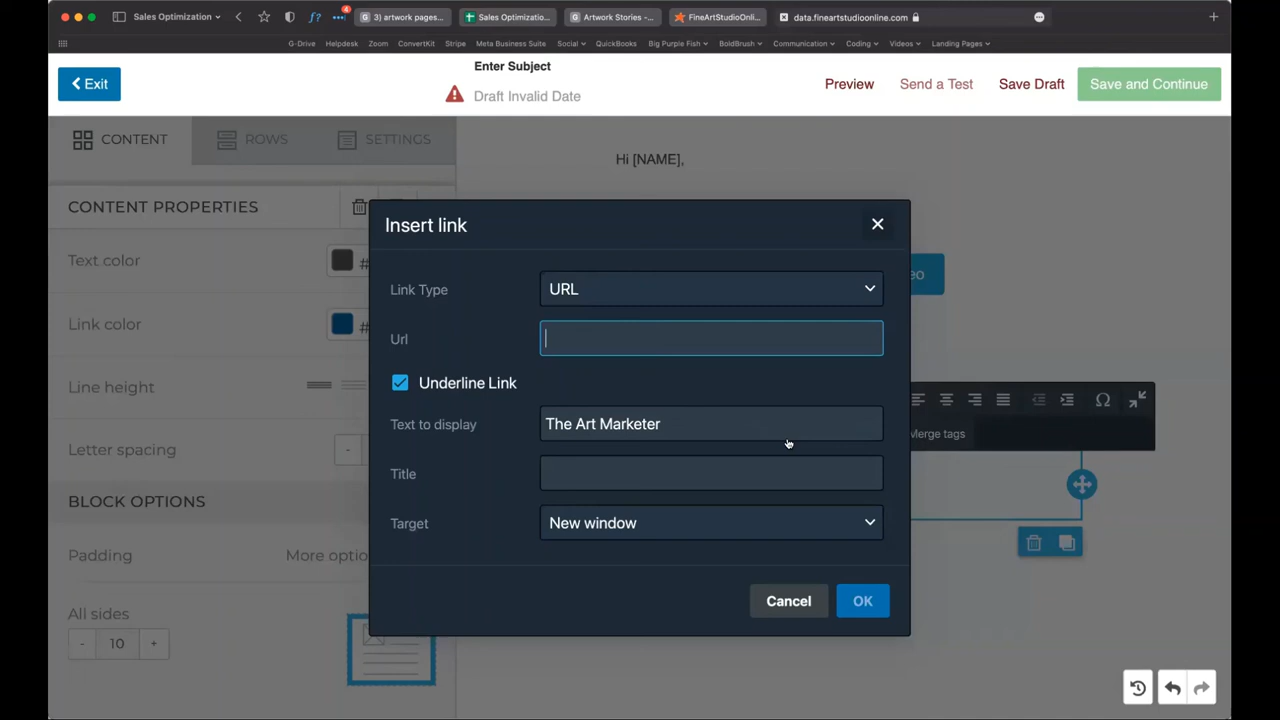 Sales Optimization
4
3) artwork pages...
Sales Optimizatio...
Artwork Stories -...
FineArtStudioOnli...
data.fineartstudioonline.com
G-Drive Helpdesk Zoom ConvertKit Stripe Meta Business Suite Social QuickBooks Big Purple Fish BoldBrush Communication Coding Videos Landing Pages
Exit
Enter Subject
Draft Invalid Date
Preview
Send a Test
Save Draft
Save and Continue
CONTENT
ROWS
SETTINGS
Hi [NAME],
CONTENT PROPERTIES
Text color
#
Link color
#
Line height
Letter spacing
-
BLOCK OPTIONS
Padding
More optio
All sides
- 10 +
Insert link
Link Type
URL
Url
Underline Link
Text to display
The Art Marketer
Title
Target
New window
Cancel
OK
eo
Ω
Merge tags